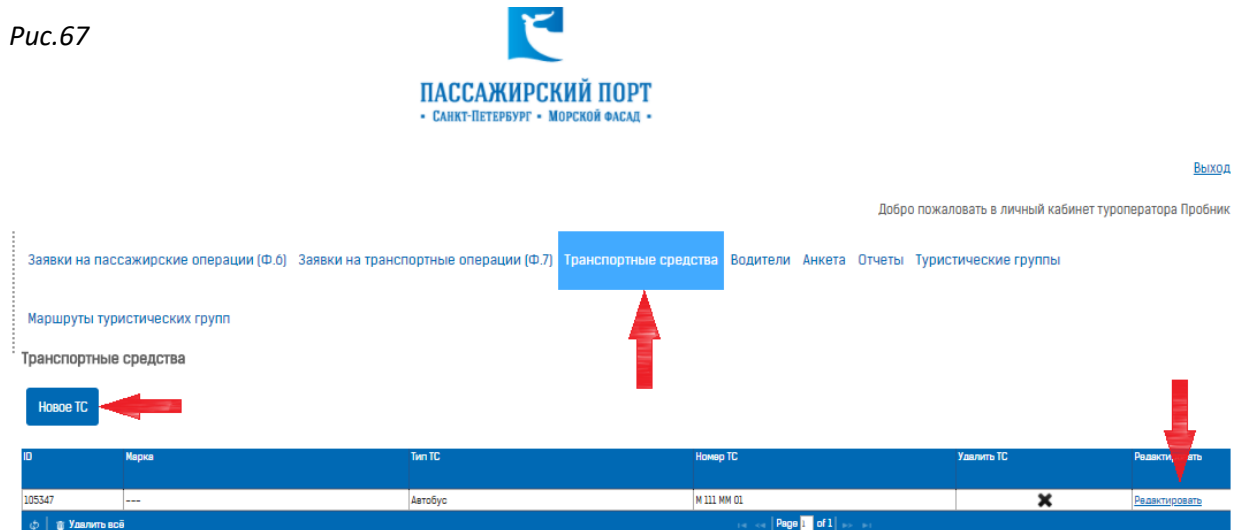 Рис.67
ПАССАЖИРСКИЙ ПОРТ
• САНКТ-ПЕТЕРБУРГ • МОРСКОЙ ФАСАД •
Выход
Добро пожаловать в личный кабинет туроператора Пробник
Заявки на пассажирские операции (Ф.6) Заявки на транспортные операции (Ф.7) Транспортные средства Водители Анкета Отчеты Туристические группы
Маршруты туристических групп
Транспортные средства
Новое ТС
ID Марка Тип ТС Номер ТС Удалить ТС Редактировать
105347 --- Автобус М 111 ММ 01 Редактировать
Удалить всё Page 1 of 1